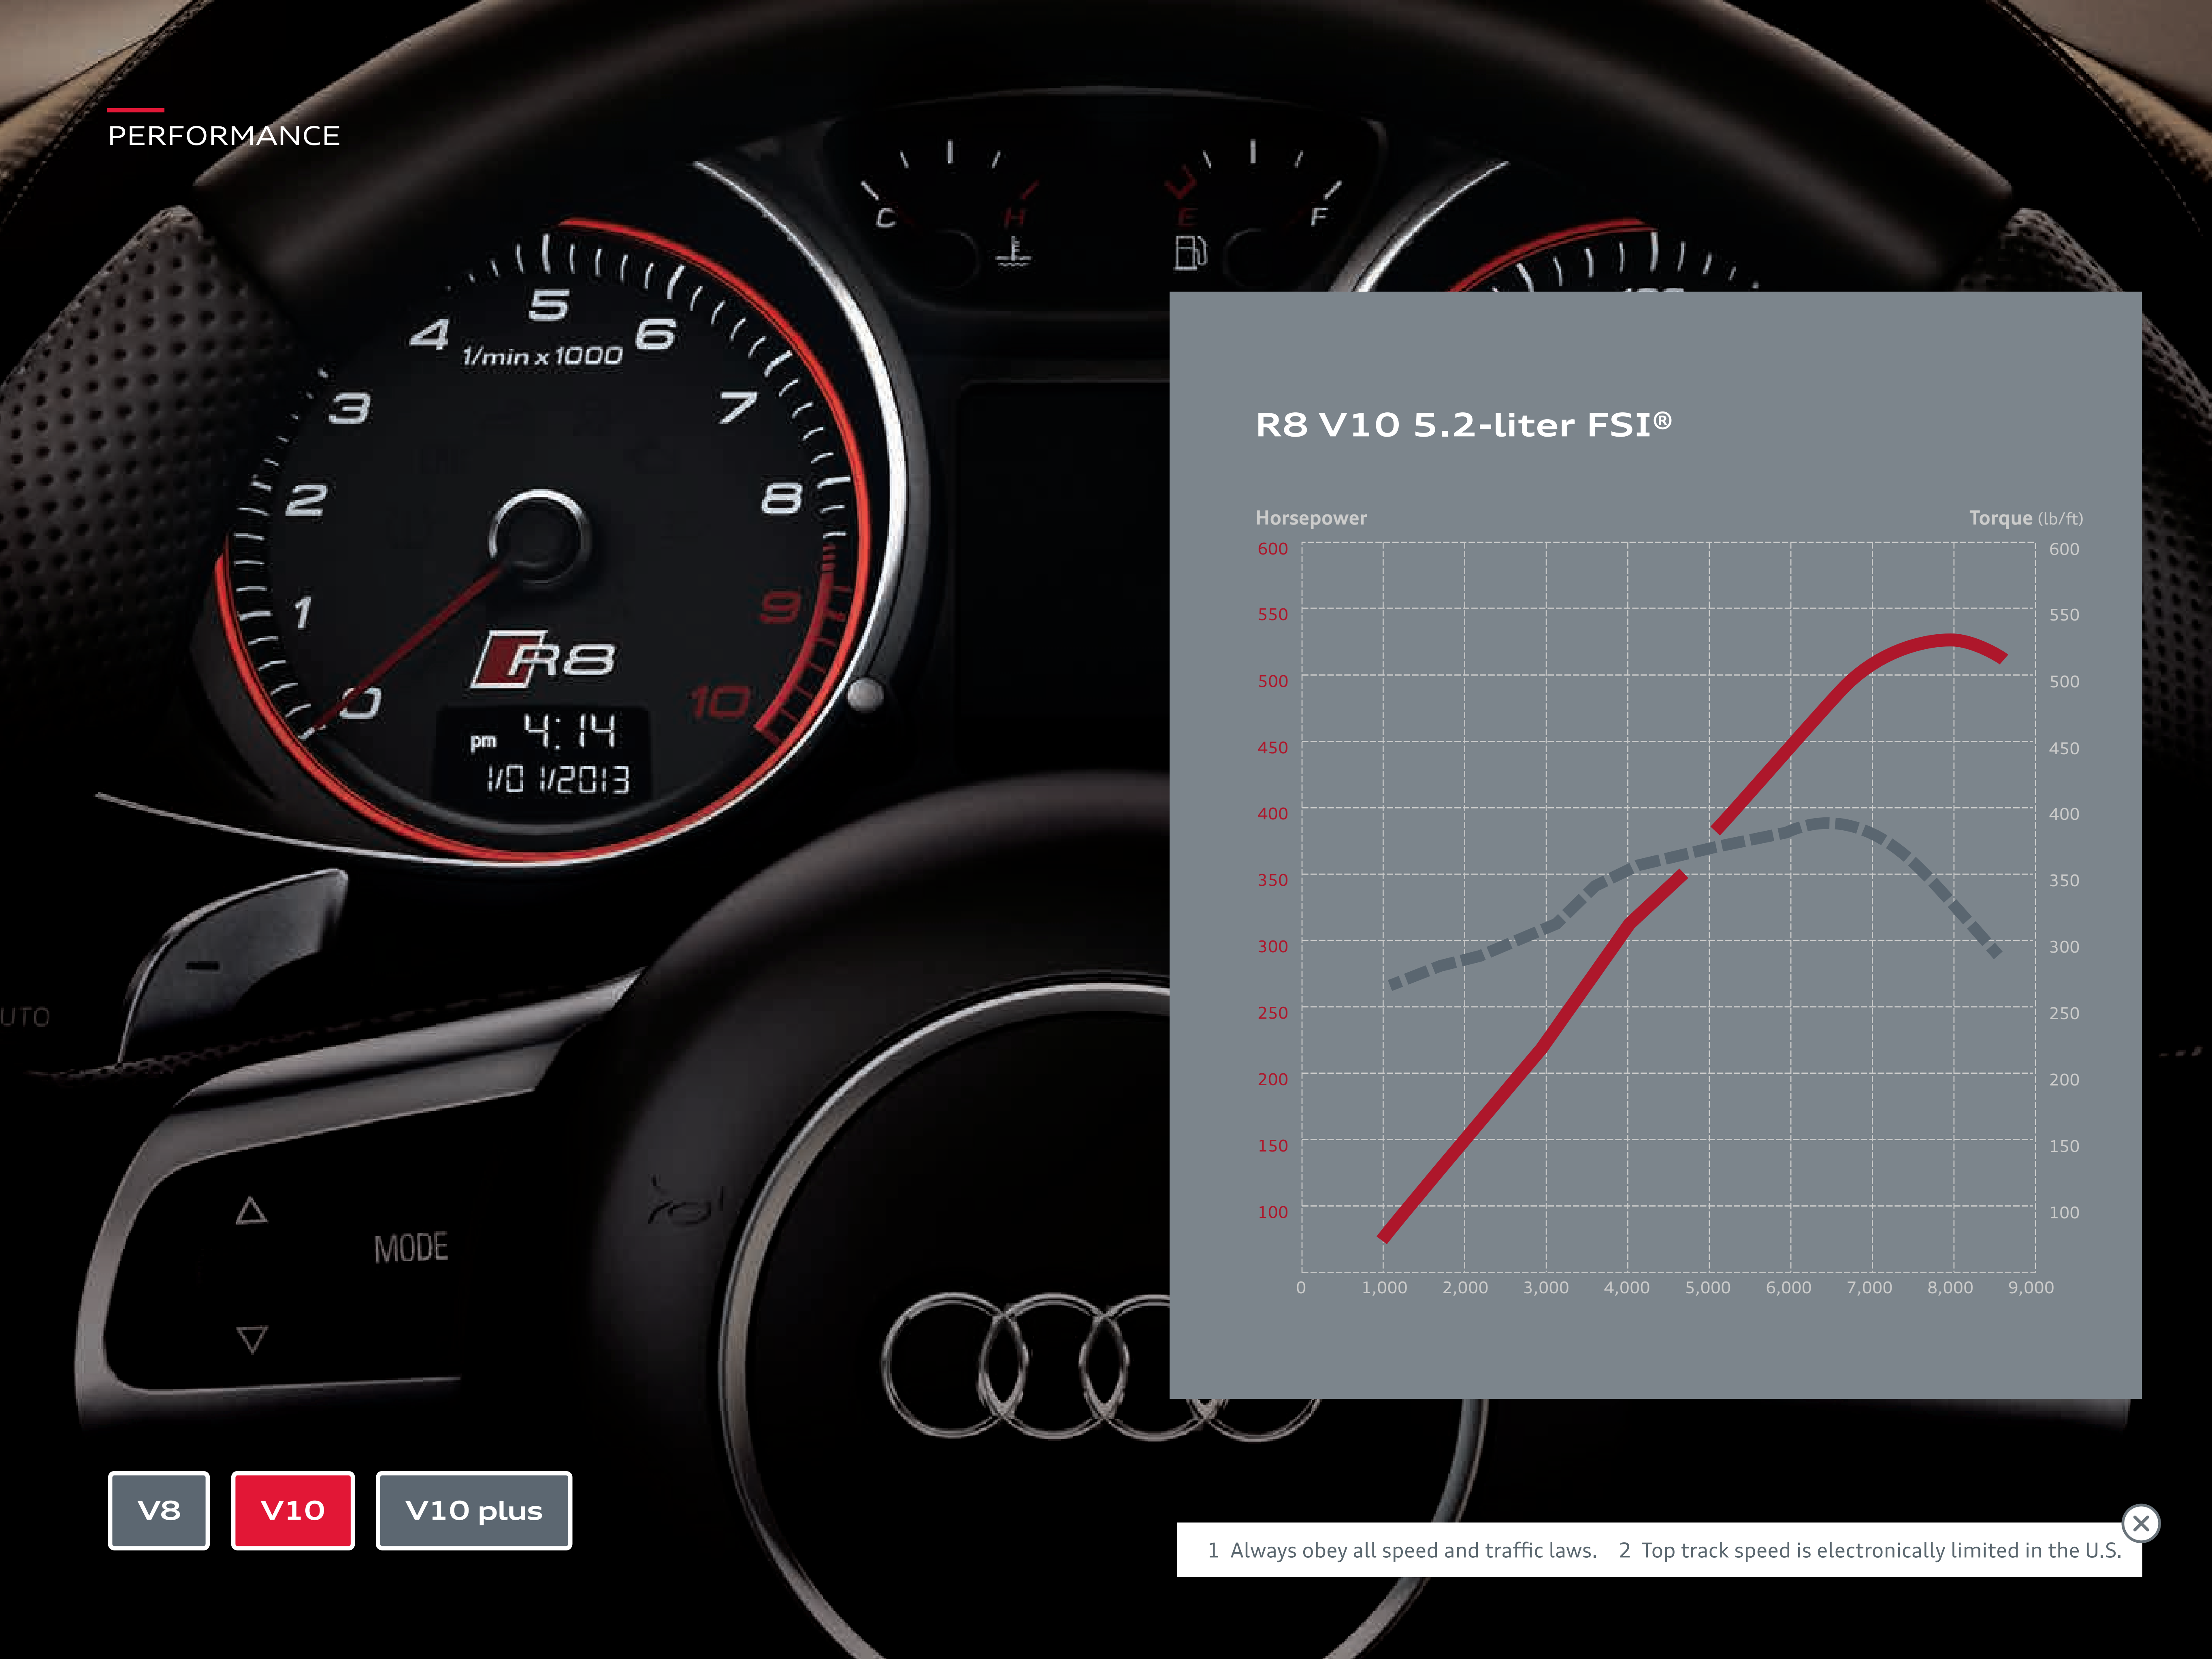 PERFORMANCE
C H E F
5
4 6
1/min x 1000
3 7
2 8
1 9
R8
0 10
pm 4:14
1/01/2013
UTO
MODE
R8 V10 5.2-liter FSI®
Horsepower Torque (lb/ft)
600 600
550 550
500 500
450 450
400 400
350 350
300 300
250 250
200 200
150 150
100 100
0 1,000 2,000 3,000 4,000 5,000 6,000 7,000 8,000 9,000
V8 V10 V10 plus
1 Always obey all speed and traffic laws. 2 Top track speed is electronically limited in the U.S.